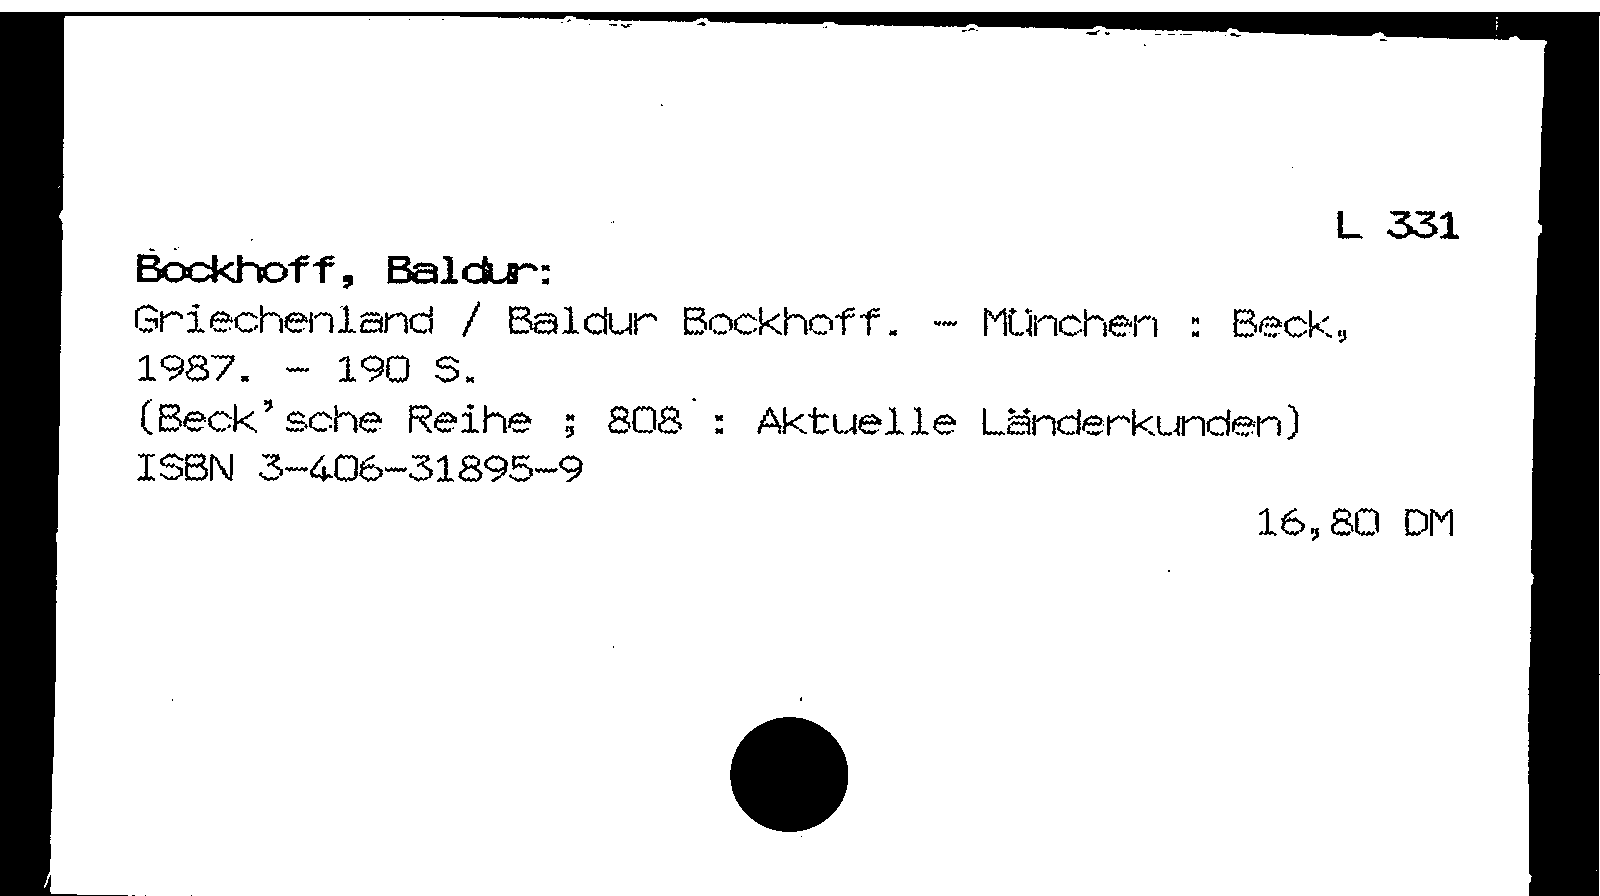 L 331
Bockhoff, Baldur:
Griechenland / Baldur Bockhoff. - München : Beck,
1987. - 190 S.
(Beck'sche Reihe ; 808 : Aktuelle Länderkunden)
ISBN 3-406-31895-9
16,80 DM